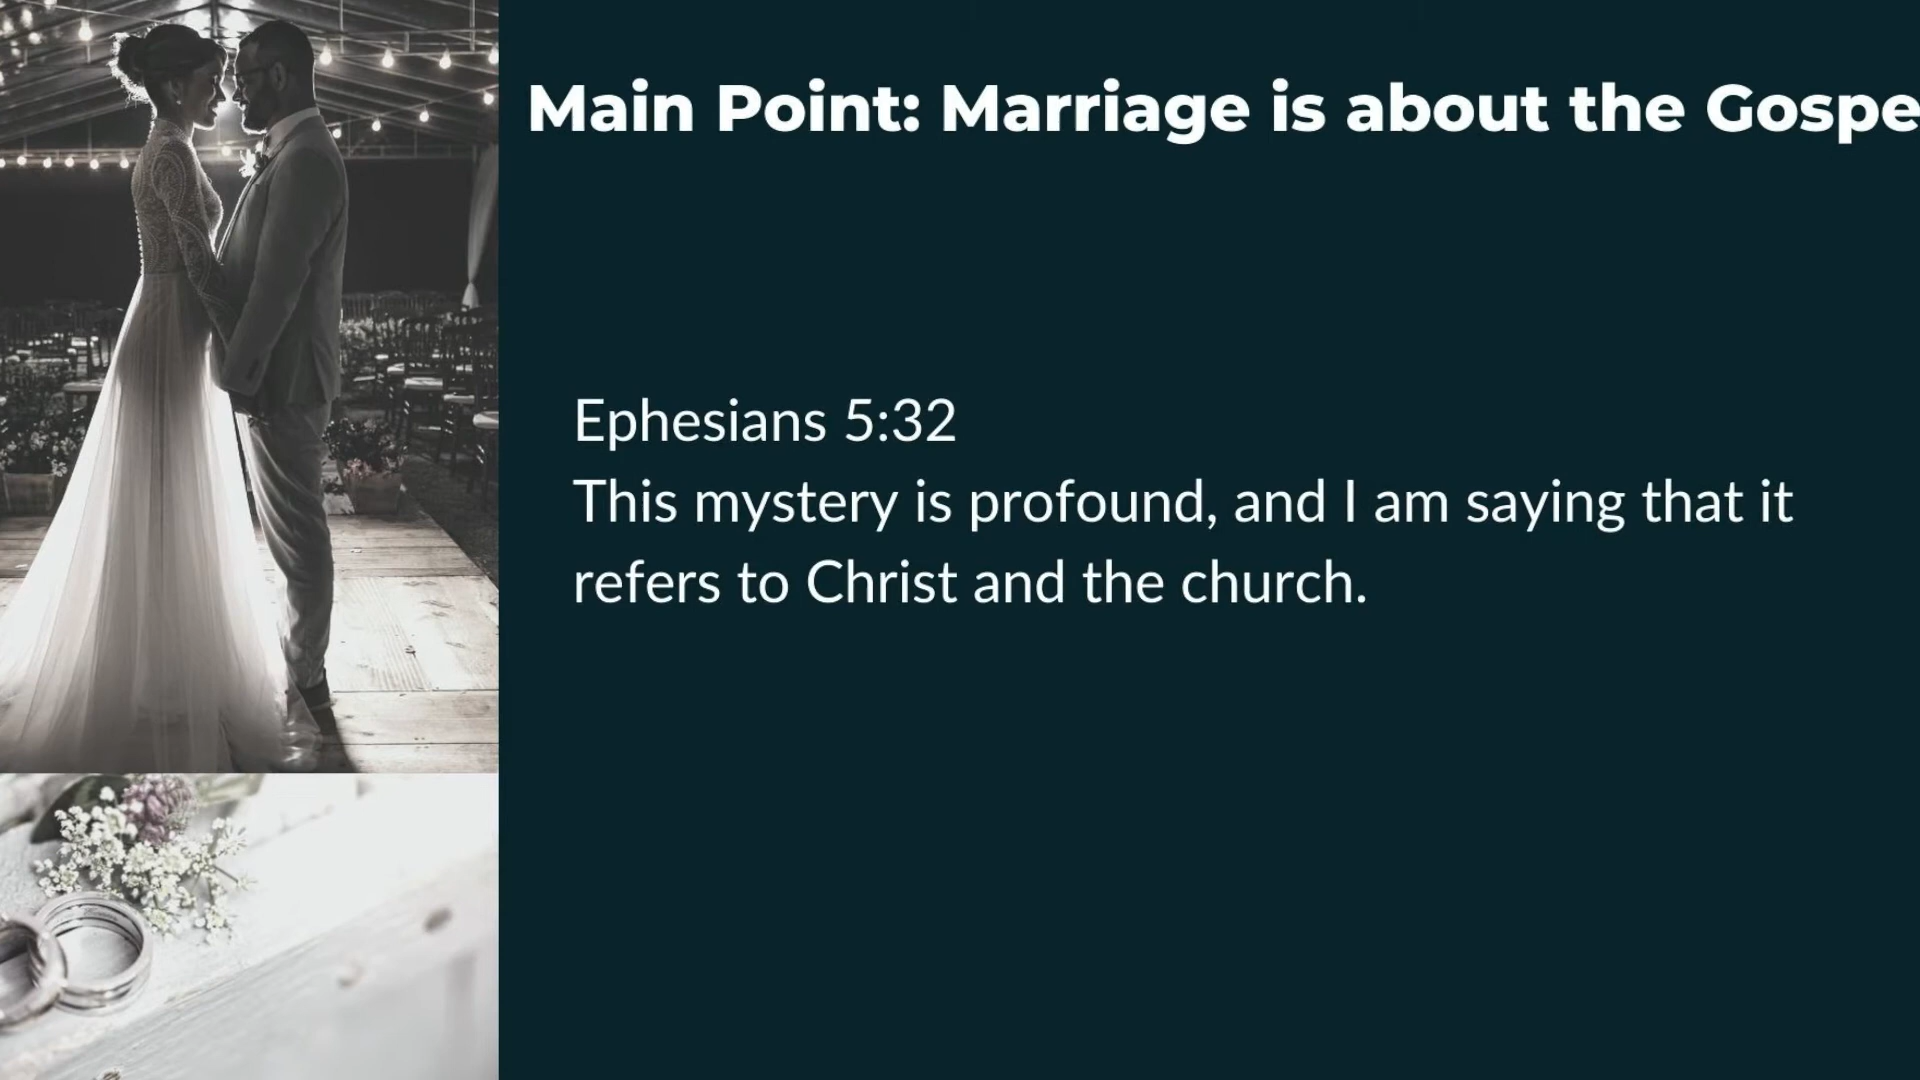 Main Point: Marriage is about the Gospe
Ephesians 5:32
This mystery is profound, and I am saying that it
refers to Christ and the church.